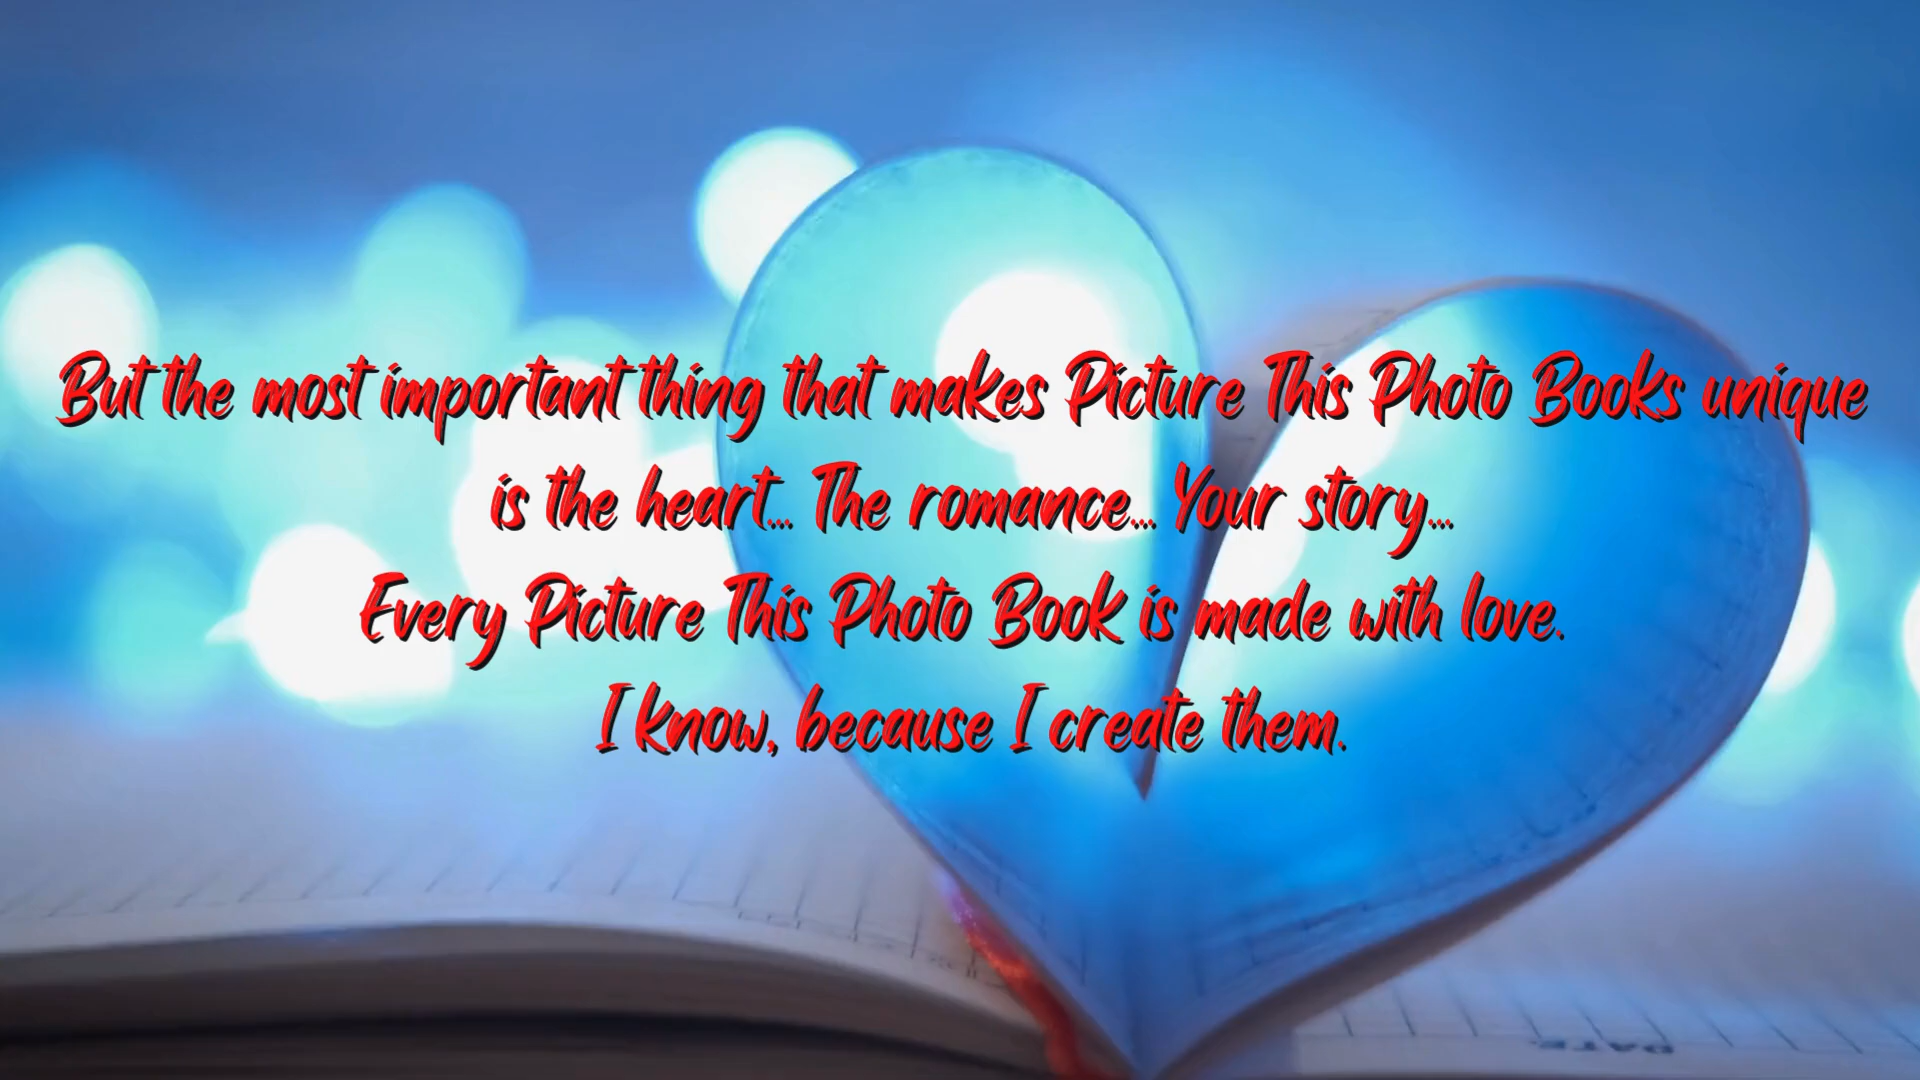 But the most important thing that makes Picture This Photo Books unique
is the heart... The romance... Your story...
Every Picture This Photo Book is made with love.
I know, because I create them.
DATE